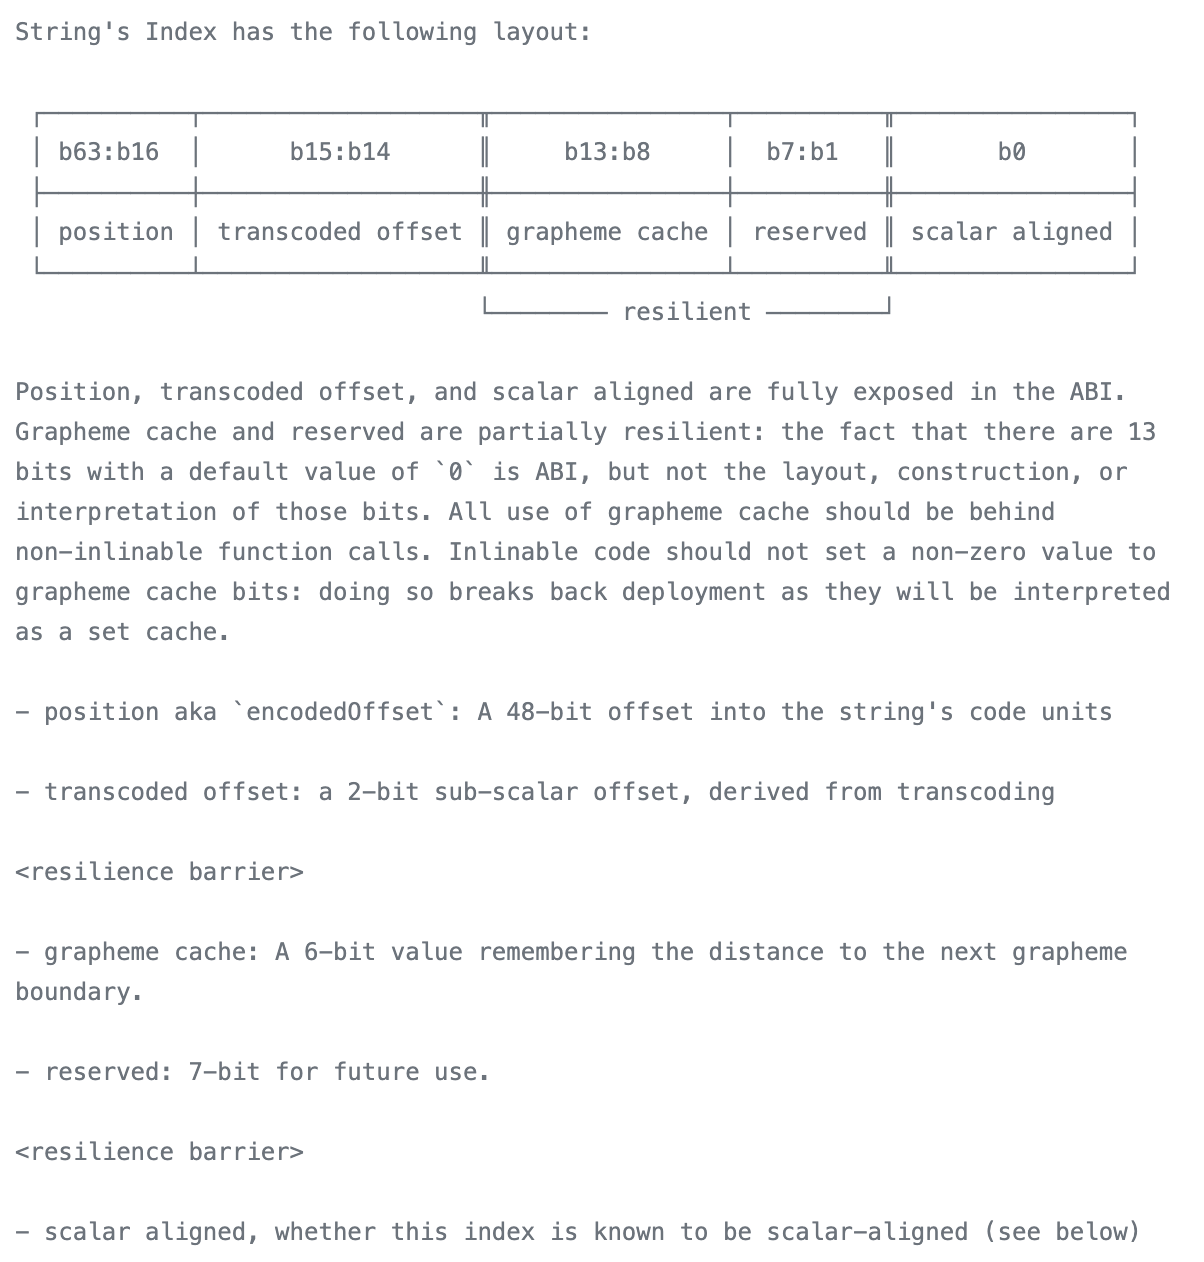 String's Index has the following layout:
┌──────────┬───────────────────╥────────────────┬──────────╥────────────────┐
│ b63:b16  │      b15:b14      ║     b13:b8     │  b7:b1   ║       b0       │
├──────────┼───────────────────╫────────────────┼──────────╫────────────────┤
│ position │ transcoded offset ║ grapheme cache │ reserved ║ scalar aligned │
└──────────┴───────────────────╨────────────────┴──────────╨────────────────┘
                               └──────── resilient ────────┘
Position, transcoded offset, and scalar aligned are fully exposed in the ABI.
Grapheme cache and reserved are partially resilient: the fact that there are 13
bits with a default value of `0` is ABI, but not the layout, construction, or
interpretation of those bits. All use of grapheme cache should be behind
non-inlinable function calls. Inlinable code should not set a non-zero value to
grapheme cache bits: doing so breaks back deployment as they will be interpreted
as a set cache.
- position aka `encodedOffset`: A 48-bit offset into the string's code units
- transcoded offset: a 2-bit sub-scalar offset, derived from transcoding
<resilience barrier>
- grapheme cache: A 6-bit value remembering the distance to the next grapheme
boundary.
- reserved: 7-bit for future use.
<resilience barrier>
- scalar aligned, whether this index is known to be scalar-aligned (see below)